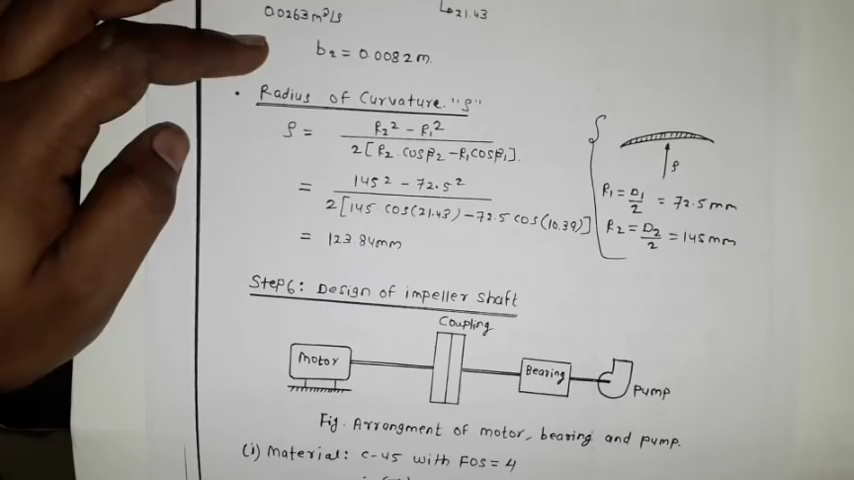 0.0263 m³/s
↳ 21.43
b₂ = 0.0082 m.
• Radius of Curvature "ρ"
ρ = R₂² - R₁² / 2[R₂ . cosβ₂ - R₁cosβ₁].
= 145² - 72.5² / 2[145 cos(21.43) - 72.5 cos(10.39)]
= 123.84mm
ρ
R₁ = D₁/2 = 72.5 mm
R₂ = D₂/2 = 145 mm
Step 6: Design of impeller shaft
Coupling
Motor
Bearing
Pump
Fig. Arrangment of motor, bearing and pump.
(i) Material: C-45 with FOS = 4